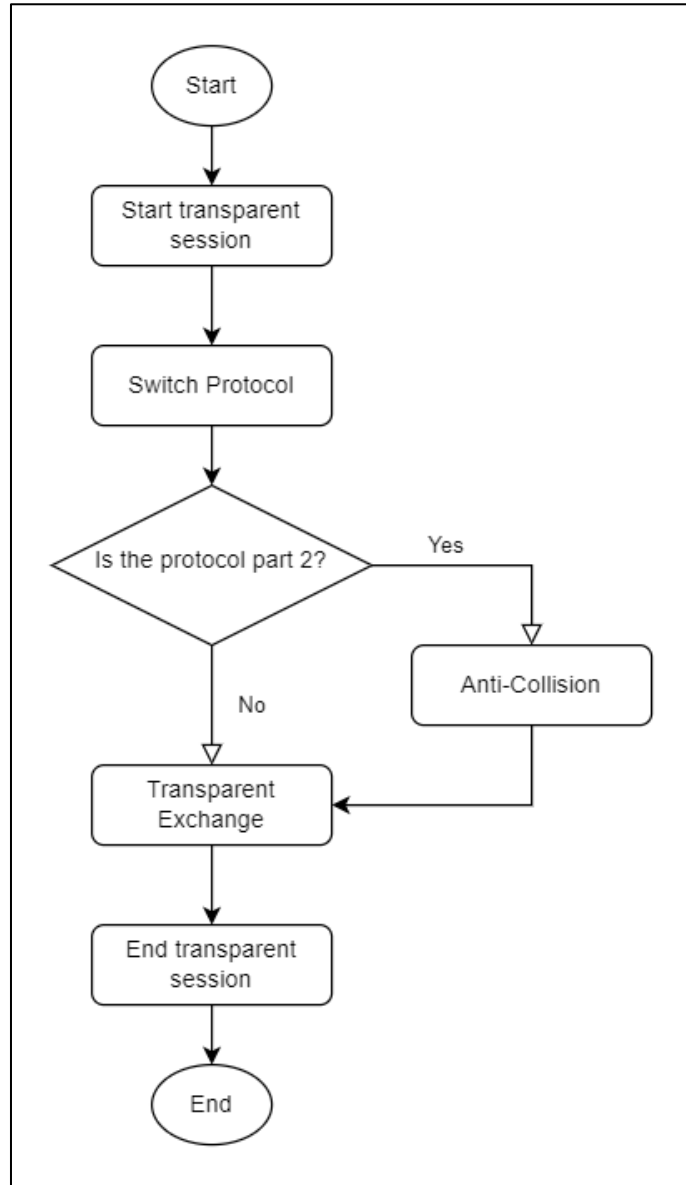 Start
Start transparent
session
Switch Protocol
Is the protocol part 2?
Yes
Anti-Collision
No
Transparent
Exchange
End transparent
session
End